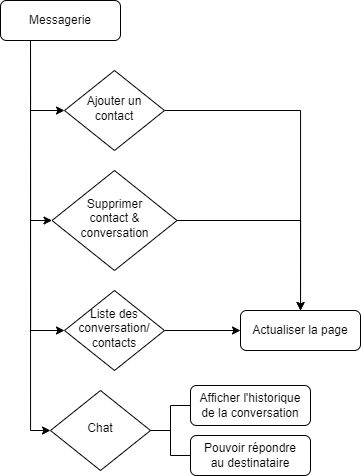 Messagerie
Ajouter un
contact
Supprimer
contact &
conversation
Liste des
conversation/
contacts
Actualiser la page
Chat
Afficher l'historique
de la conversation
Pouvoir répondre
au destinataire